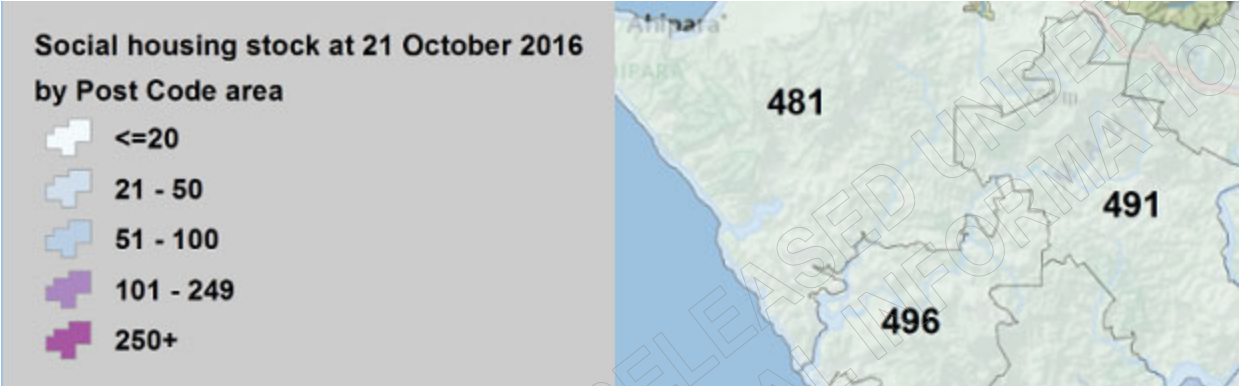 Social housing stock at 21 October 2016
by Post Code area
<=20
21 - 50
51 - 100
101 - 249
250+
Ahipara
481
491
496
RELEASED UNDER
INFORMATION